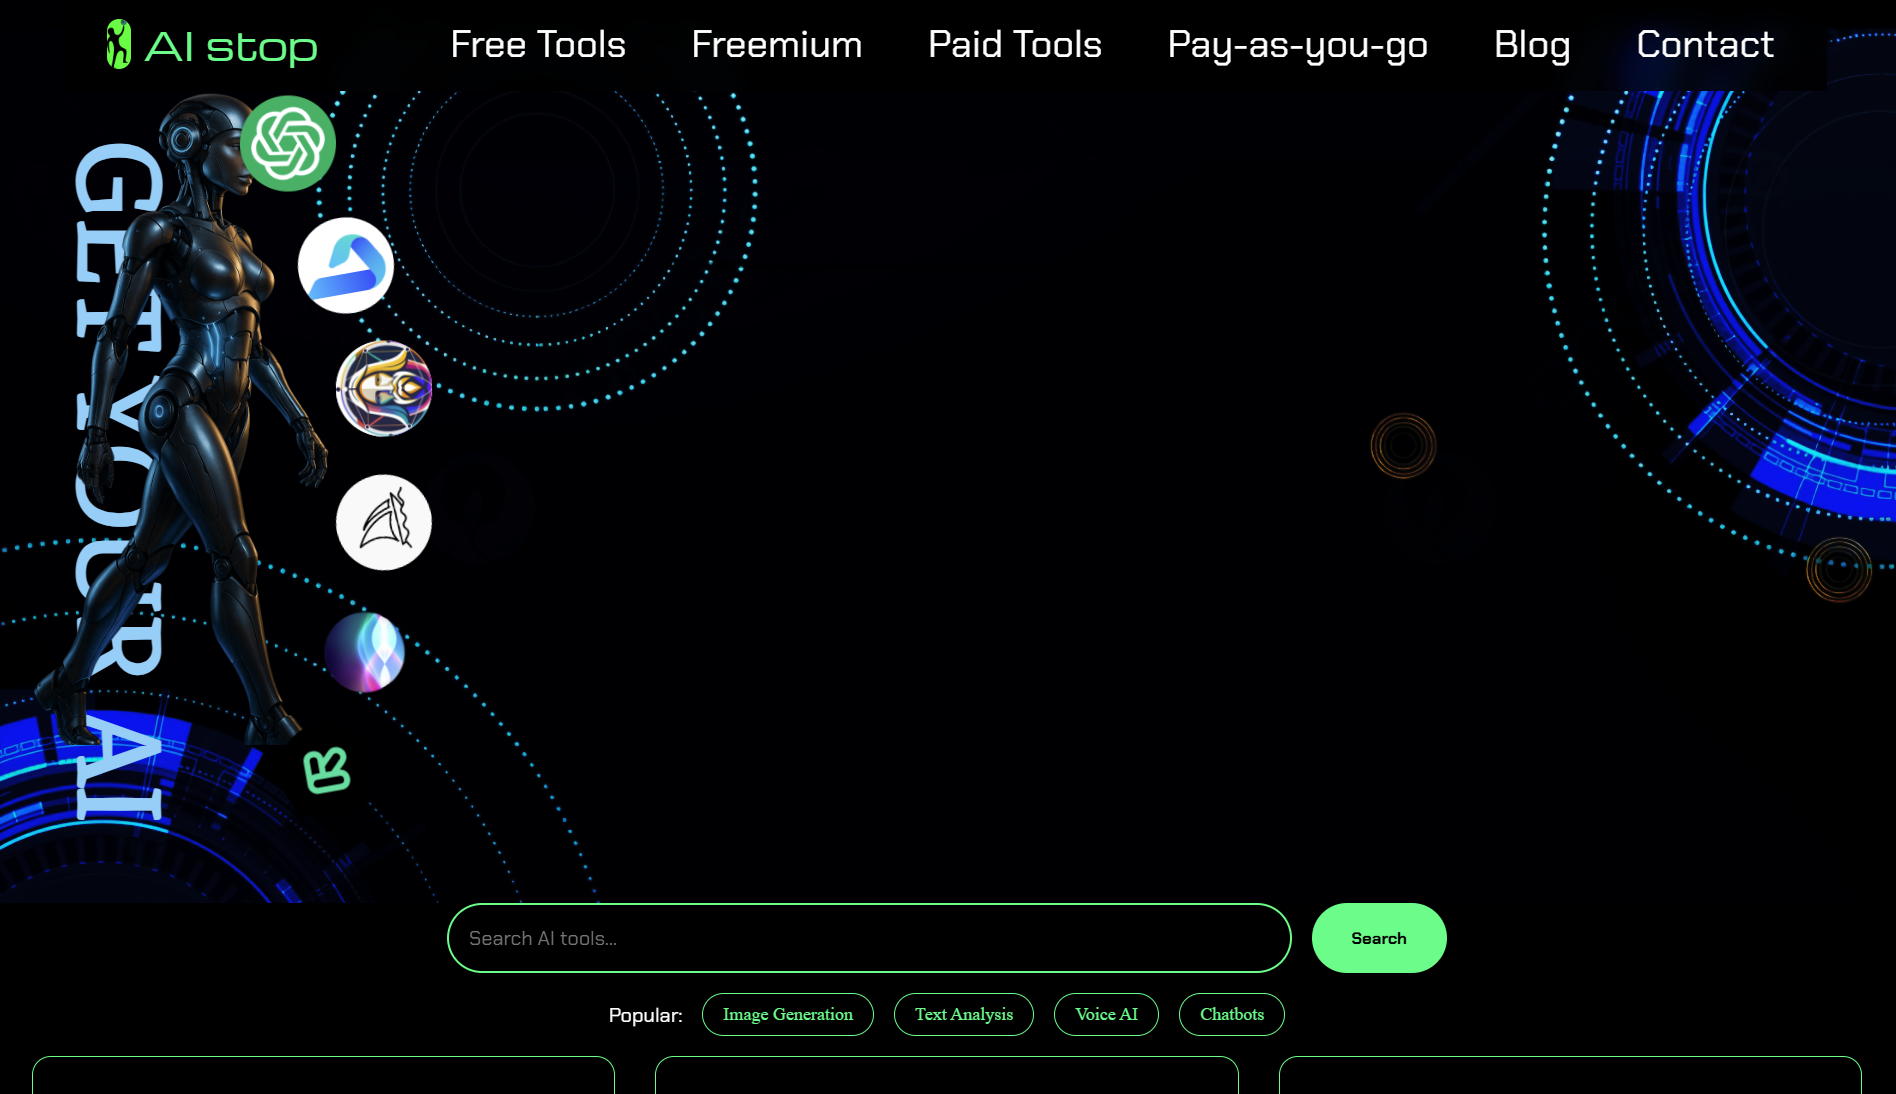 AI stop
Free Tools
Freemium
Paid Tools
Pay-as-you-go
Blog
Contact
GET YOUR AI
Search AI tools...
Search
Popular:
Image Generation
Text Analysis
Voice AI
Chatbots